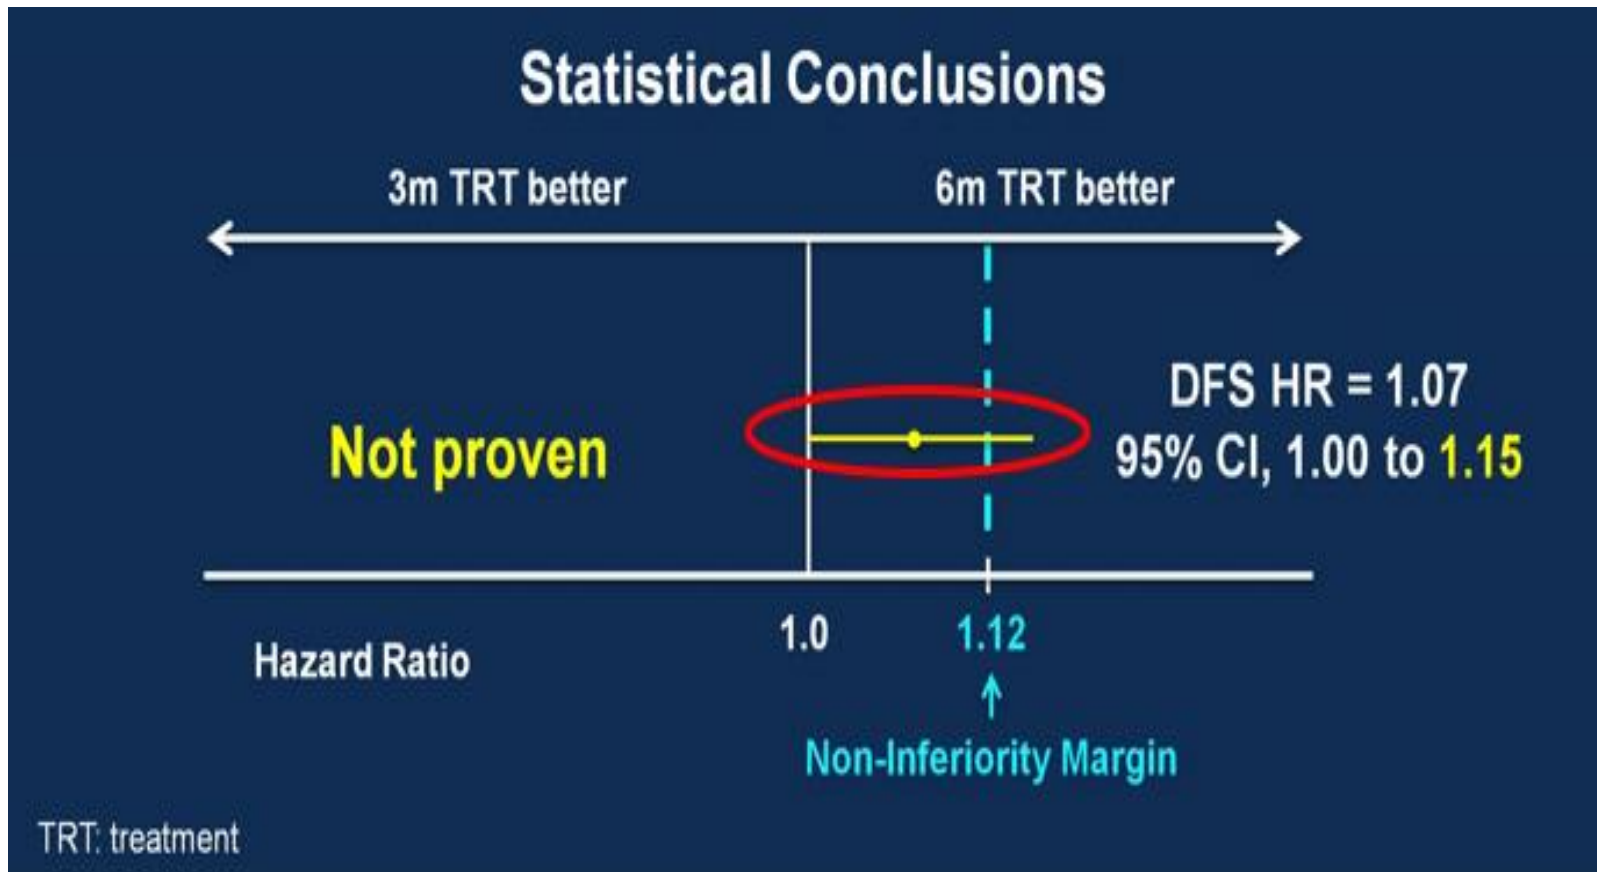 Statistical Conclusions
3m TRT better
6m TRT better
DFS HR = 1.07
Not proven
95% CI, 1.00 to 1.15
1.0
1.12
Hazard Ratio
Non-Inferiority Margin
TRT: treatment